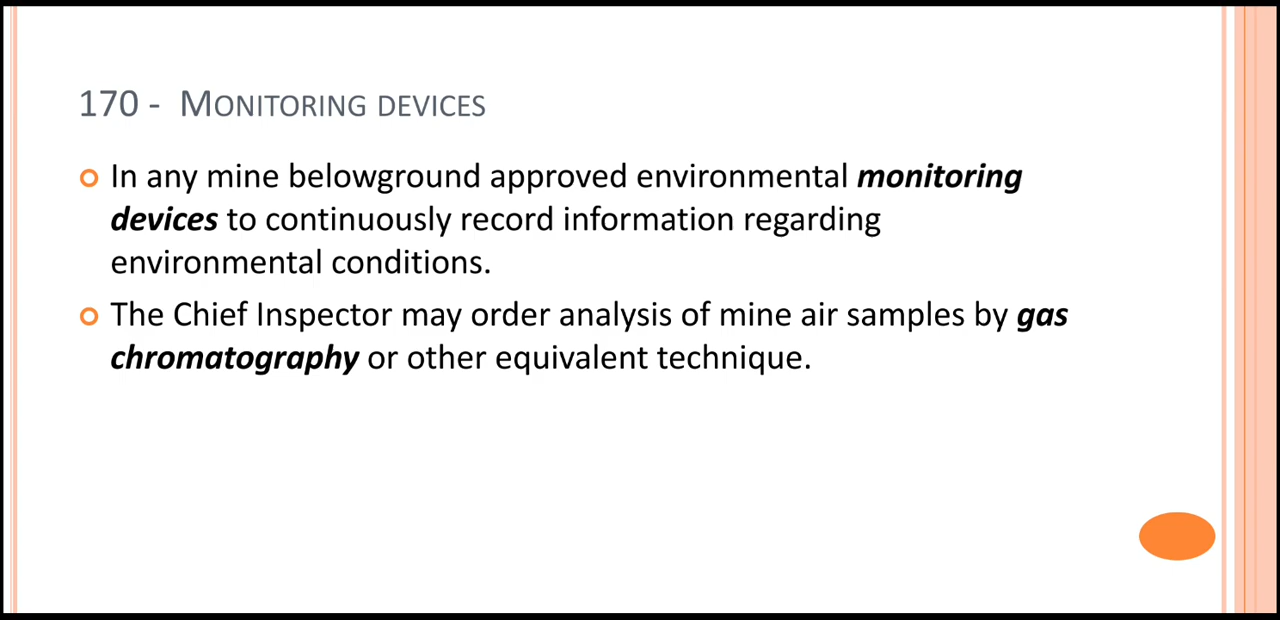 170 - MONITORING DEVICES
In any mine belowground approved environmental monitoring
devices to continuously record information regarding
environmental conditions.
The Chief Inspector may order analysis of mine air samples by gas
chromatography or other equivalent technique.